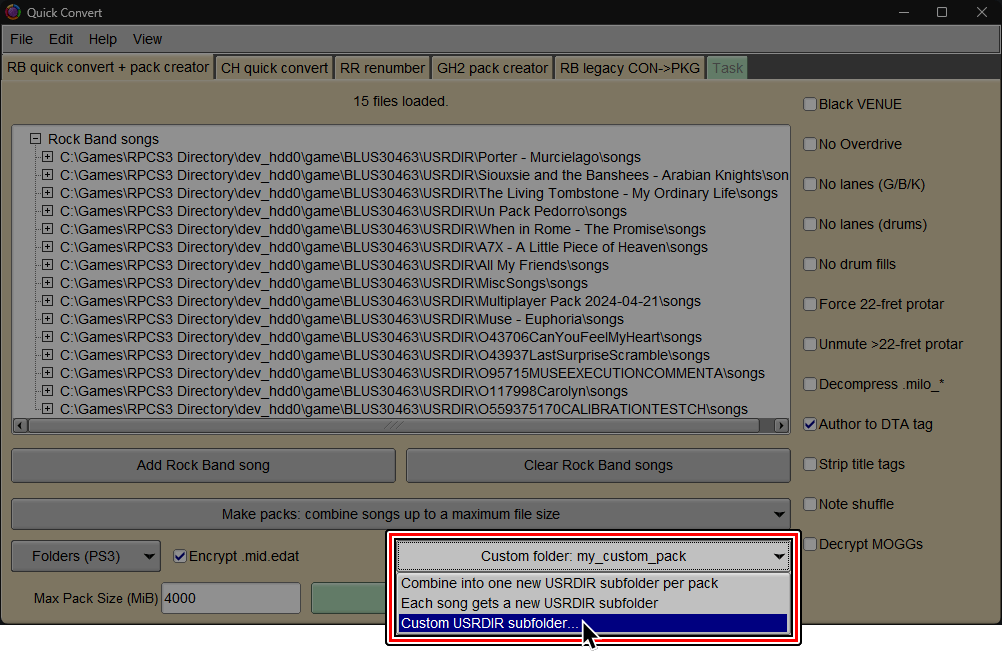 Quick Convert
File Edit Help View
RB quick convert + pack creator CH quick convert RR renumber GH2 pack creator RB legacy CON->PKG Task
15 files loaded.
Rock Band songs
C:\Games\RPCS3 Directory\dev_hdd0\game\BLUS30463\USRDIR\Porter - Murcielago\songs
C:\Games\RPCS3 Directory\dev_hdd0\game\BLUS30463\USRDIR\Siouxsie and the Banshees - Arabian Knights\son
C:\Games\RPCS3 Directory\dev_hdd0\game\BLUS30463\USRDIR\The Living Tombstone - My Ordinary Life\songs
C:\Games\RPCS3 Directory\dev_hdd0\game\BLUS30463\USRDIR\Un Pack Pedorro\songs
C:\Games\RPCS3 Directory\dev_hdd0\game\BLUS30463\USRDIR\When in Rome - The Promise\songs
C:\Games\RPCS3 Directory\dev_hdd0\game\BLUS30463\USRDIR\A7X - A Little Piece of Heaven\songs
C:\Games\RPCS3 Directory\dev_hdd0\game\BLUS30463\USRDIR\All My Friends\songs
C:\Games\RPCS3 Directory\dev_hdd0\game\BLUS30463\USRDIR\MiscSongs\songs
C:\Games\RPCS3 Directory\dev_hdd0\game\BLUS30463\USRDIR\Multiplayer Pack 2024-04-21\songs
C:\Games\RPCS3 Directory\dev_hdd0\game\BLUS30463\USRDIR\Muse - Euphoria\songs
C:\Games\RPCS3 Directory\dev_hdd0\game\BLUS30463\USRDIR\O43706CanYouFeelMyHeart\songs
C:\Games\RPCS3 Directory\dev_hdd0\game\BLUS30463\USRDIR\O43937LastSurpriseScramble\songs
C:\Games\RPCS3 Directory\dev_hdd0\game\BLUS30463\USRDIR\O95715MUSEEXECUTIONCOMMENTA\songs
C:\Games\RPCS3 Directory\dev_hdd0\game\BLUS30463\USRDIR\O117998Carolyn\songs
C:\Games\RPCS3 Directory\dev_hdd0\game\BLUS30463\USRDIR\O559375170CALIBRATIONTESTCH\songs
Add Rock Band song Clear Rock Band songs
Make packs: combine songs up to a maximum file size
Folders (PS3) Encrypt .mid.edat
Max Pack Size (MiB) 4000
Custom folder: my_custom_pack
Combine into one new USRDIR subfolder per pack
Each song gets a new USRDIR subfolder
Custom USRDIR subfolder...
Black VENUE
No Overdrive
No lanes (G/B/K)
No lanes (drums)
No drum fills
Force 22-fret protar
Unmute >22-fret protar
Decompress .milo_*
Author to DTA tag
Strip title tags
Note shuffle
Decrypt MOGGs